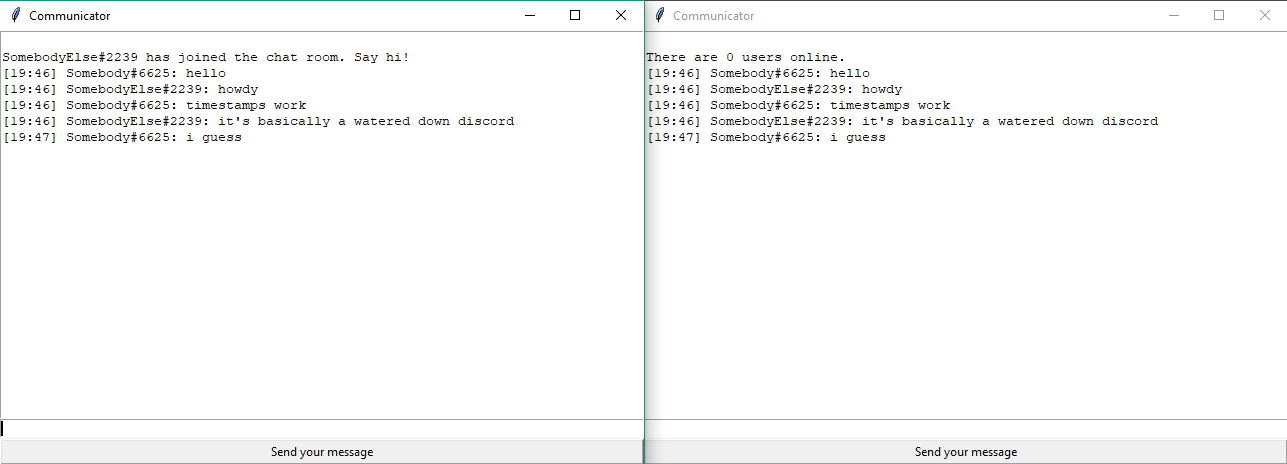 Communicator
SomebodyElse#2239 has joined the chat room. Say hi!
[19:46] Somebody#6625: hello
[19:46] SomebodyElse#2239: howdy
[19:46] Somebody#6625: timestamps work
[19:46] SomebodyElse#2239: it's basically a watered down discord
[19:47] Somebody#6625: i guess
Send your message
Communicator
There are 0 users online.
[19:46] Somebody#6625: hello
[19:46] SomebodyElse#2239: howdy
[19:46] Somebody#6625: timestamps work
[19:46] SomebodyElse#2239: it's basically a watered down discord
[19:47] Somebody#6625: i guess
Send your message